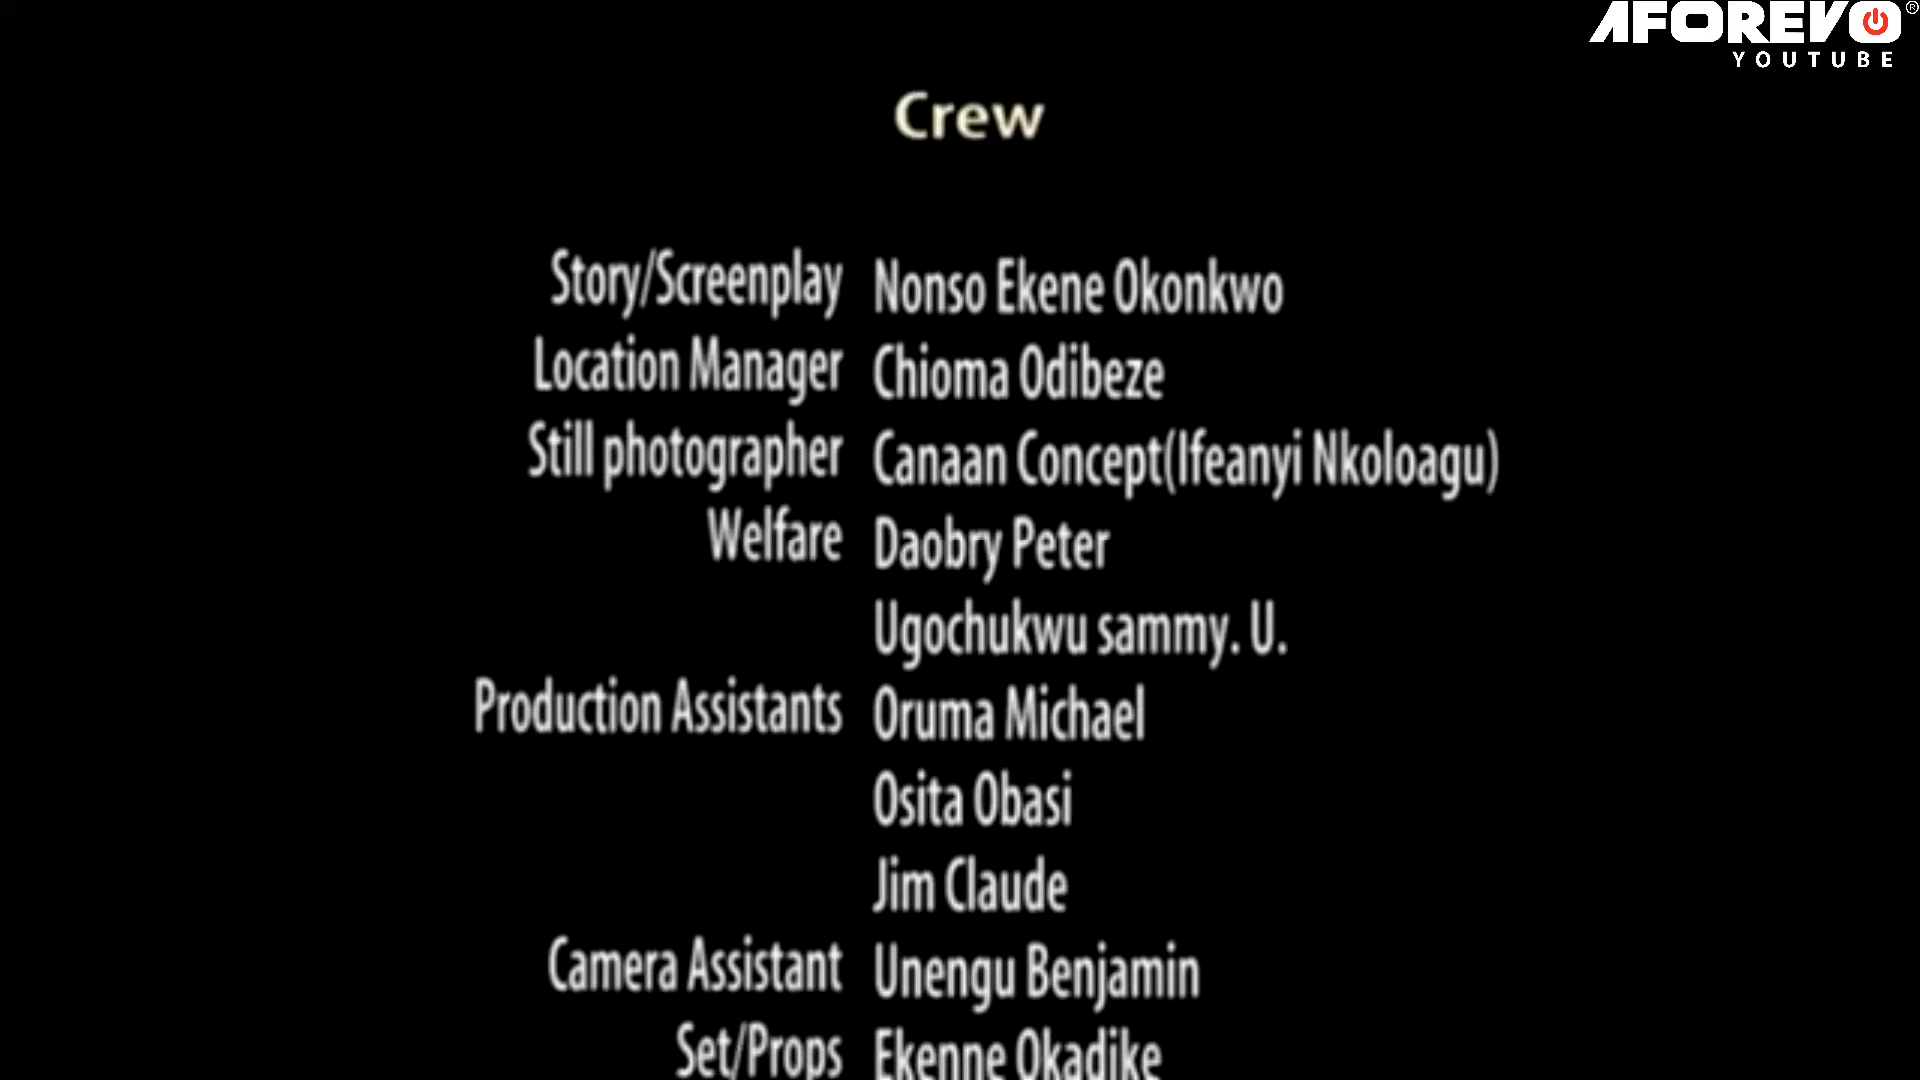 AFOREVO®
YOUTUBE
Crew
Story/Screenplay Nonso Ekene Okonkwo
Location Manager Chioma Odibeze
Still photographer Canaan Concept(Ifeanyi Nkoloagu)
Welfare Daobry Peter
Ugochukwu sammy. U.
Production Assistants Oruma Michael
Osita Obasi
Jim Claude
Camera Assistant Unengu Benjamin
Set/Props Ekenne Okadike